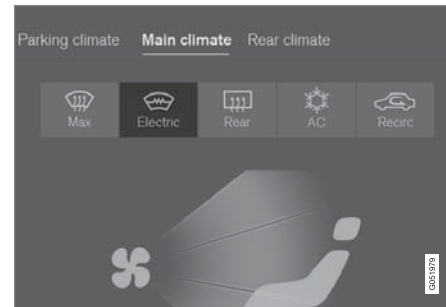 Parking climate Main climate Rear climate
Max Electric Rear AC Recirc
G051979